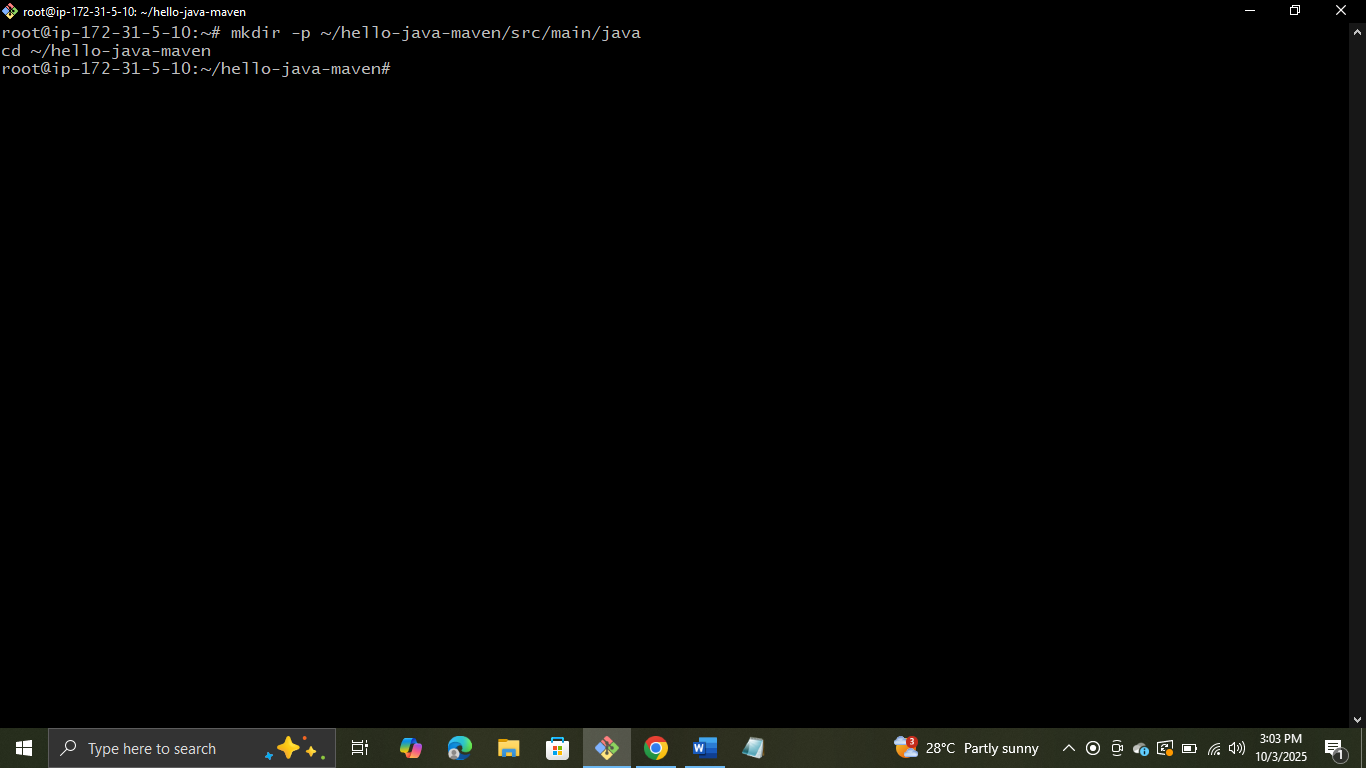 root@ip-172-31-5-10: ~/hello-java-maven
root@ip-172-31-5-10:~# mkdir -p ~/hello-java-maven/src/main/java
cd ~/hello-java-maven
root@ip-172-31-5-10:~/hello-java-maven#
Type here to search
W
3
28°C Partly sunny
3:03 PM
10/3/2025
1